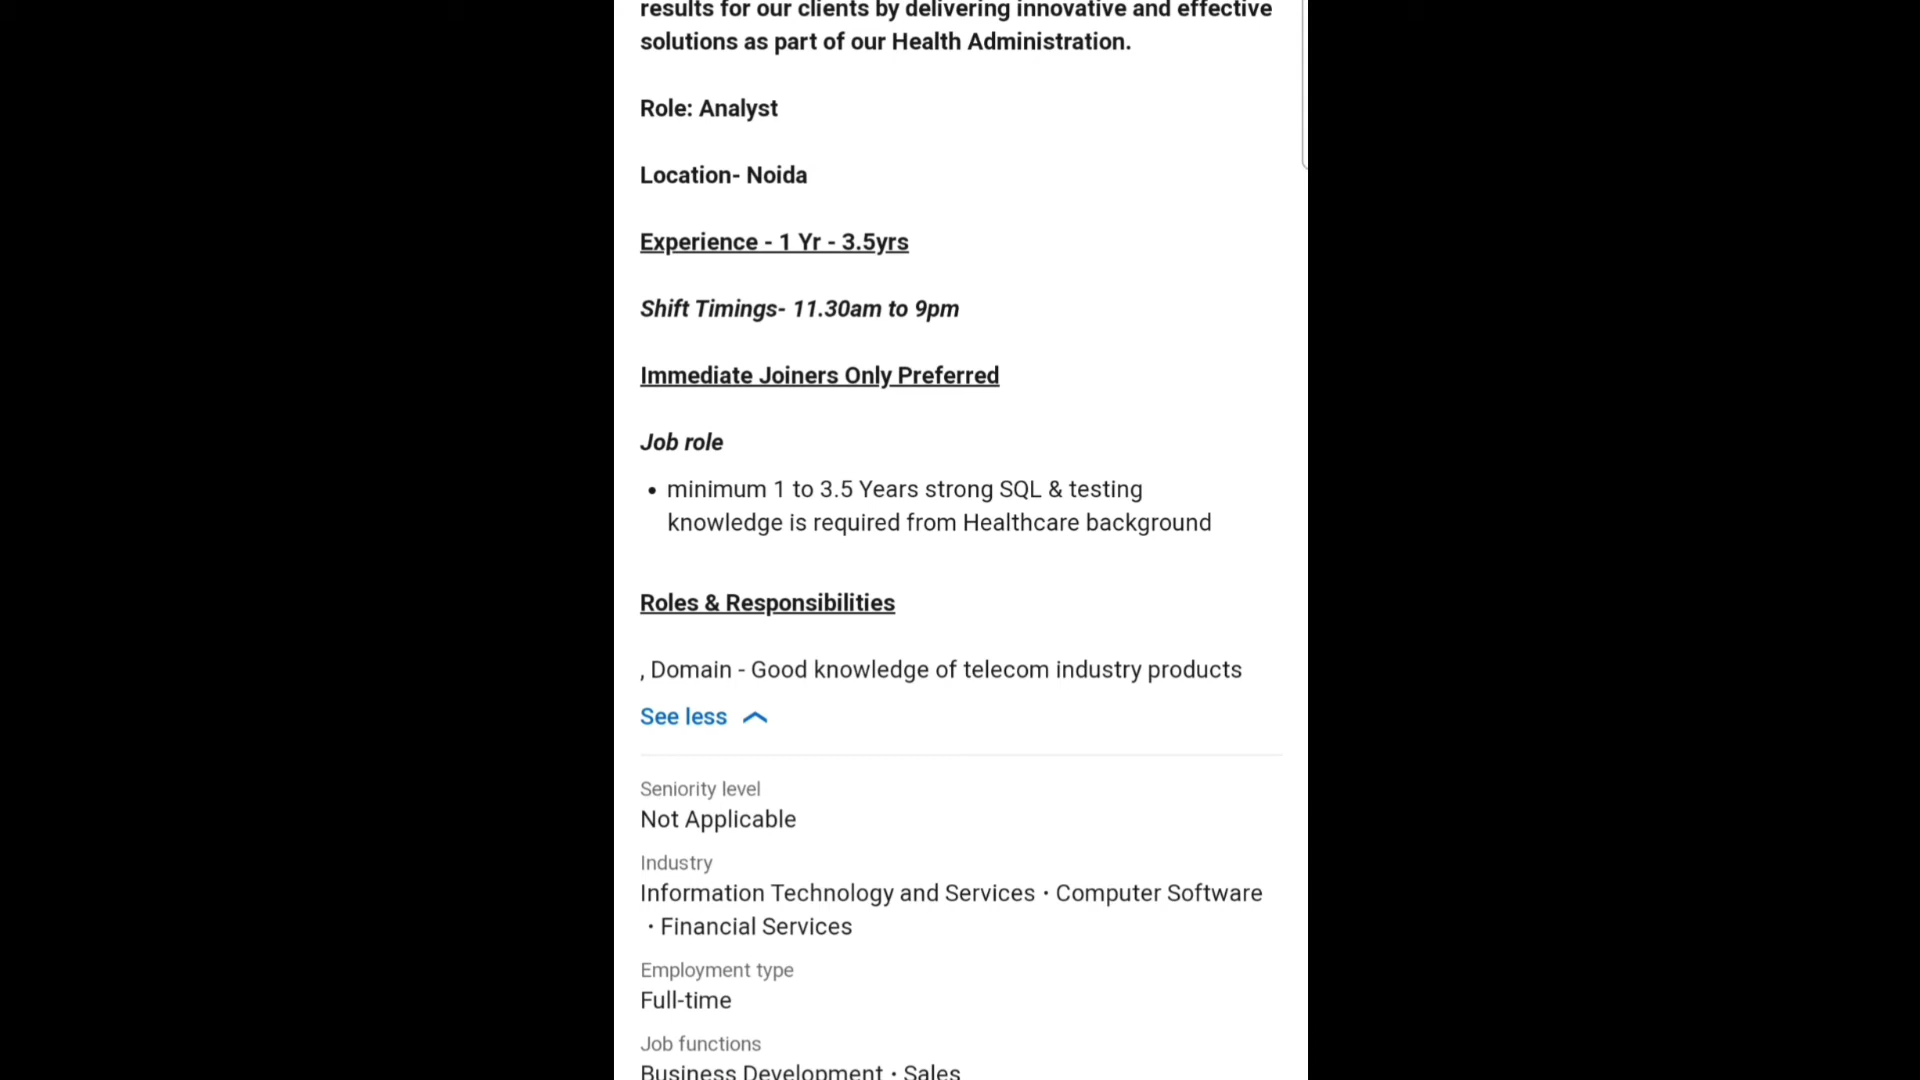 results for our clients by delivering innovative and effective
solutions as part of our Health Administration.
Role: Analyst
Location- Noida
Experience - 1 Yr - 3.5yrs
Shift Timings- 11.30am to 9pm
Immediate Joiners Only Preferred
Job role
• minimum 1 to 3.5 Years strong SQL & testing
knowledge is required from Healthcare background
Roles & Responsibilities
, Domain - Good knowledge of telecom industry products
See less
Seniority level
Not Applicable
Industry
Information Technology and Services · Computer Software
· Financial Services
Employment type
Full-time
Job functions
Business Development · Sales